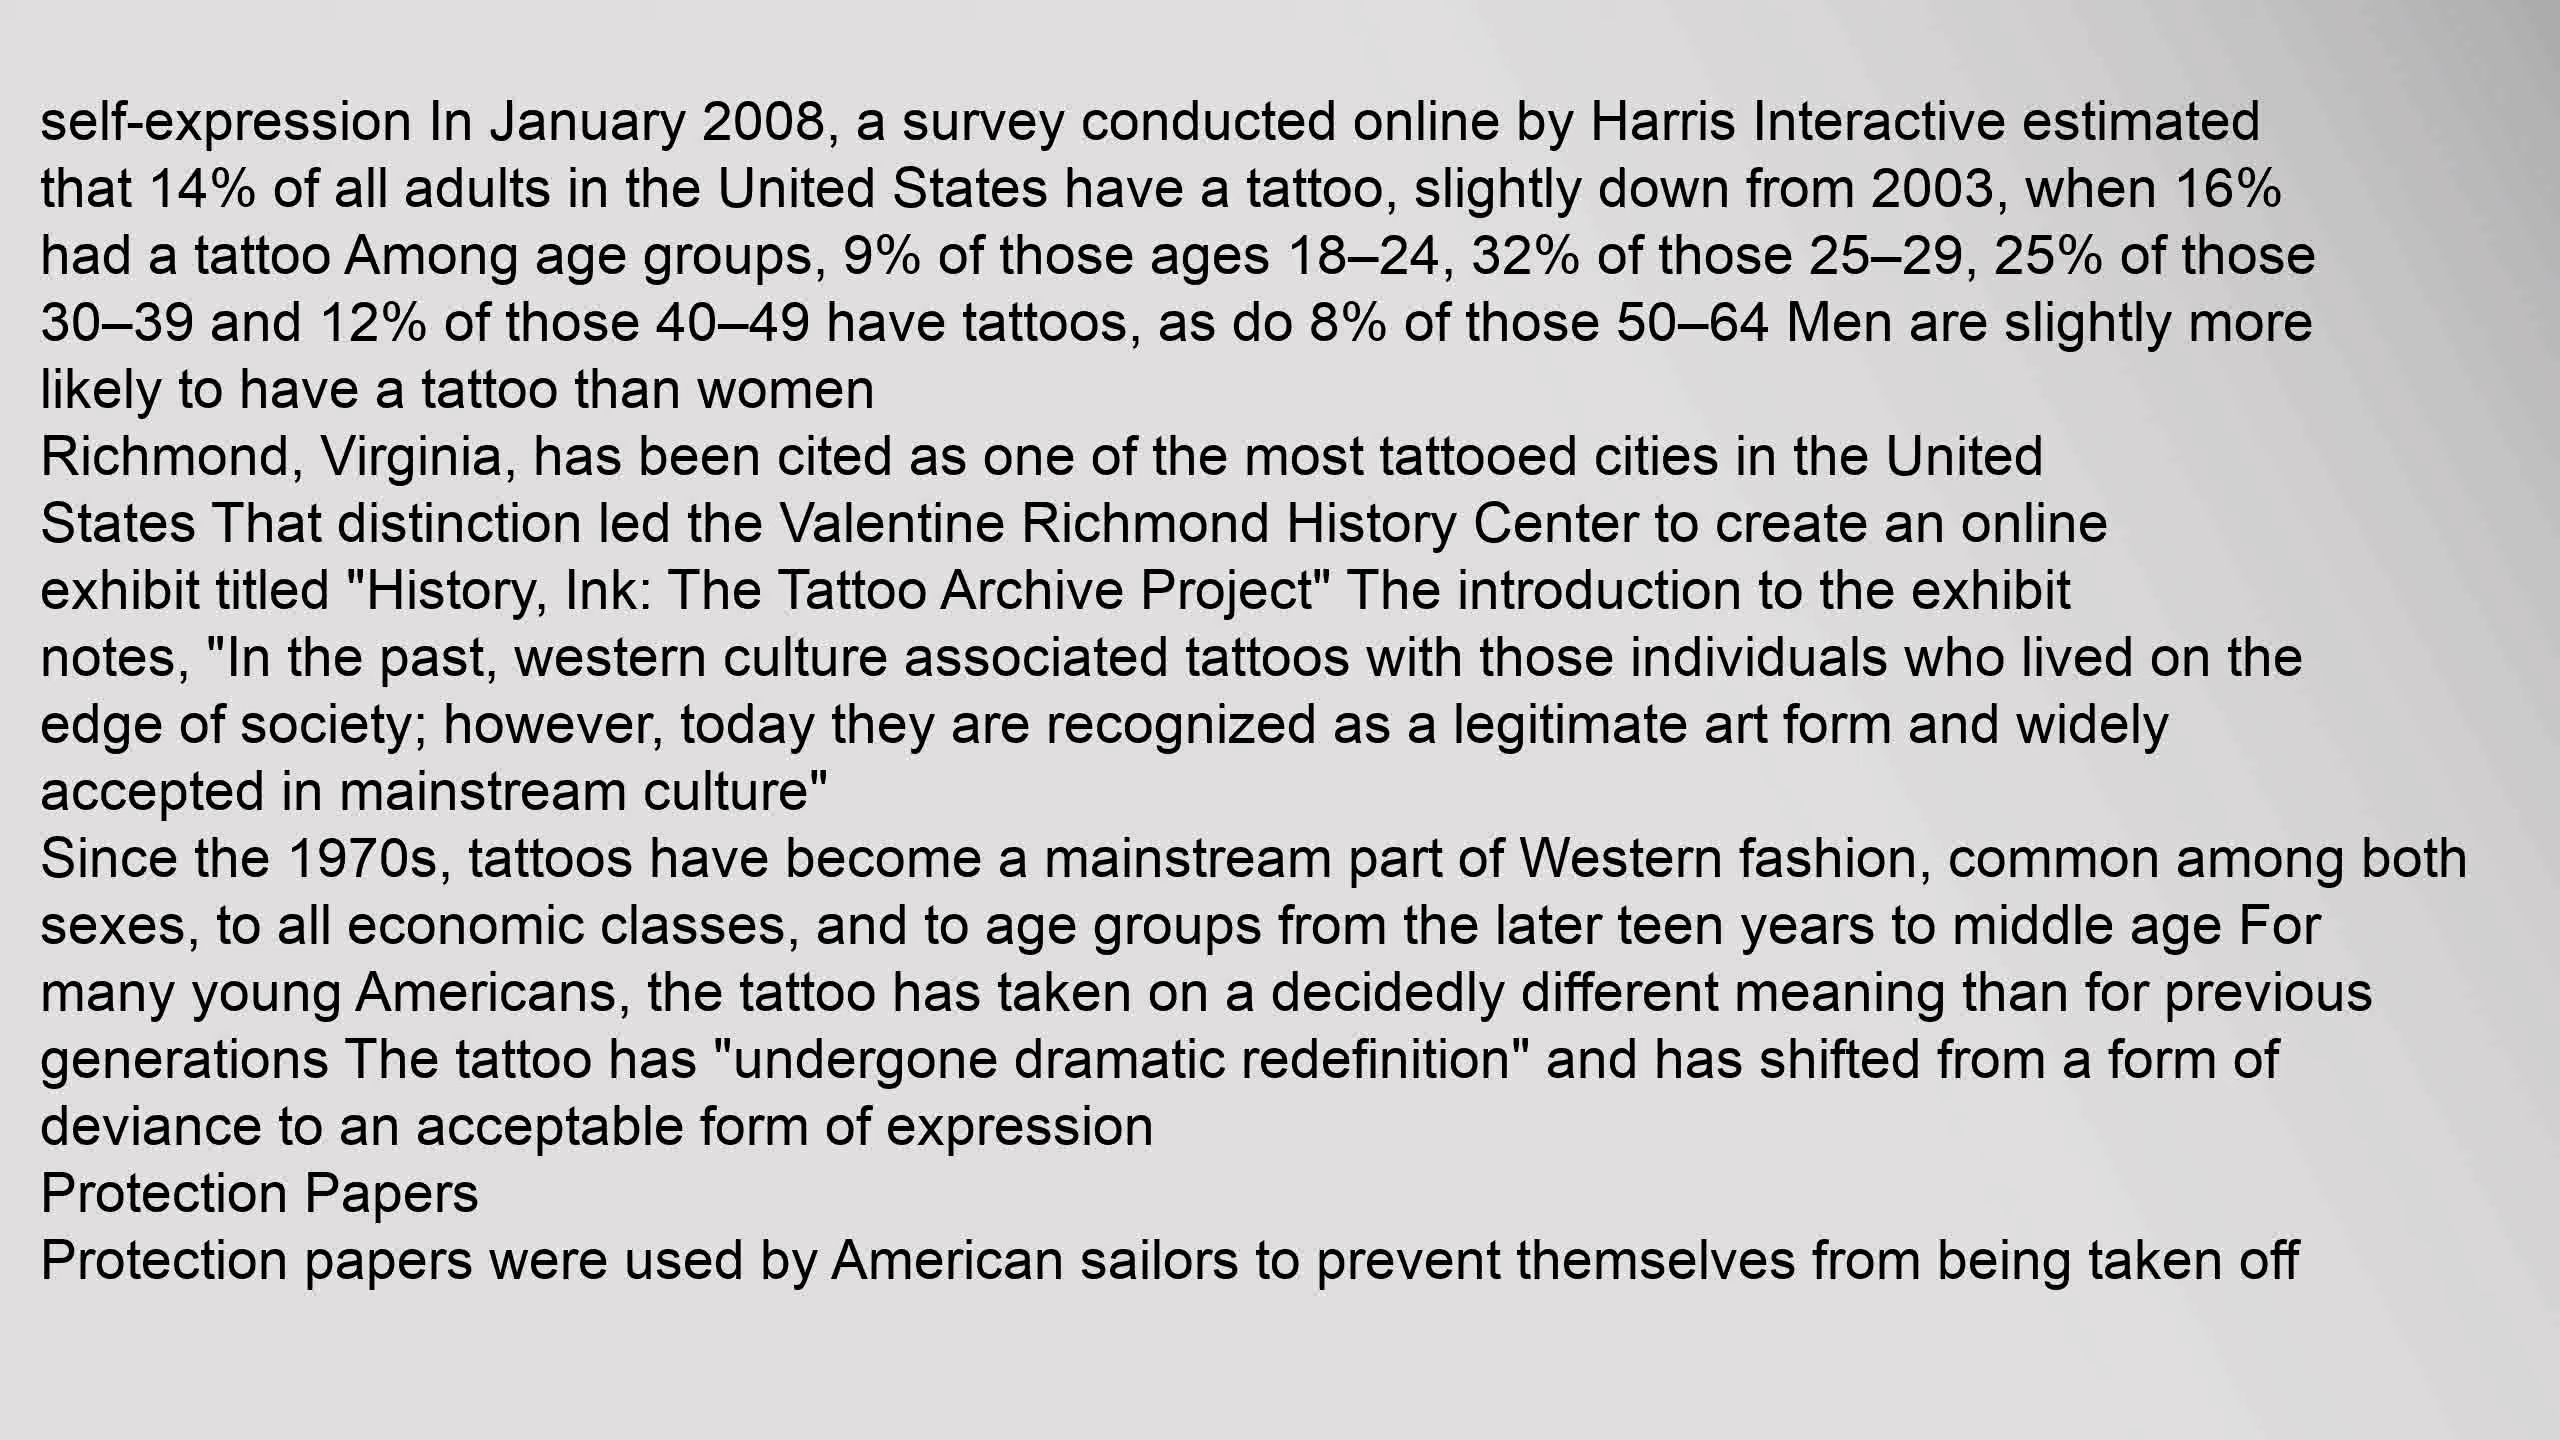 self-expression In January 2008, a survey conducted online by Harris Interactive estimated
that 14% of all adults in the United States have a tattoo, slightly down from 2003, when 16%
had a tattoo Among age groups, 9% of those ages 18–24, 32% of those 25–29, 25% of those
30–39 and 12% of those 40–49 have tattoos, as do 8% of those 50–64 Men are slightly more
likely to have a tattoo than women
Richmond, Virginia, has been cited as one of the most tattooed cities in the United
States That distinction led the Valentine Richmond History Center to create an online
exhibit titled "History, Ink: The Tattoo Archive Project" The introduction to the exhibit
notes, "In the past, western culture associated tattoos with those individuals who lived on the
edge of society; however, today they are recognized as a legitimate art form and widely
accepted in mainstream culture"
Since the 1970s, tattoos have become a mainstream part of Western fashion, common among both
sexes, to all economic classes, and to age groups from the later teen years to middle age For
many young Americans, the tattoo has taken on a decidedly different meaning than for previous
generations The tattoo has "undergone dramatic redefinition" and has shifted from a form of
deviance to an acceptable form of expression
Protection Papers
Protection papers were used by American sailors to prevent themselves from being taken off